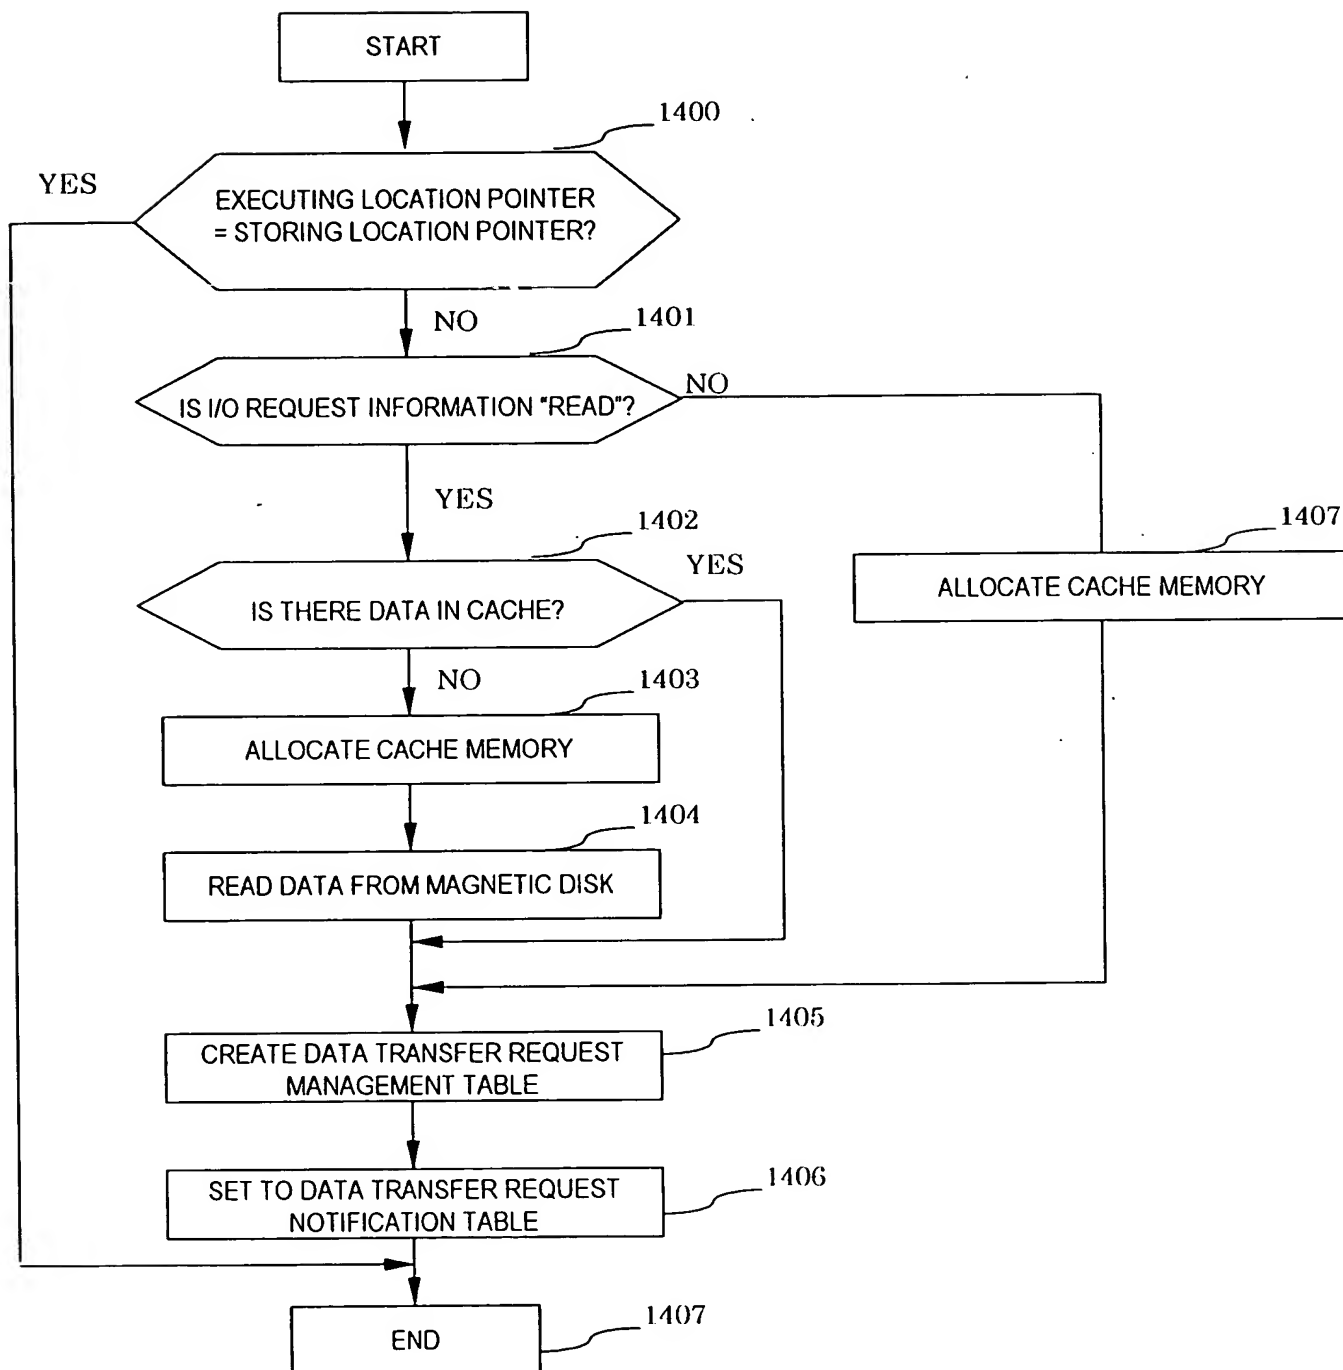 START
1400
YES
EXECUTING LOCATION POINTER
= STORING LOCATION POINTER?
NO
1401
IS I/O REQUEST INFORMATION "READ"?
NO
YES
1402
YES
1407
IS THERE DATA IN CACHE?
ALLOCATE CACHE MEMORY
NO
1403
ALLOCATE CACHE MEMORY
1404
READ DATA FROM MAGNETIC DISK
1405
CREATE DATA TRANSFER REQUEST
MANAGEMENT TABLE
1406
SET TO DATA TRANSFER REQUEST
NOTIFICATION TABLE
1407
END